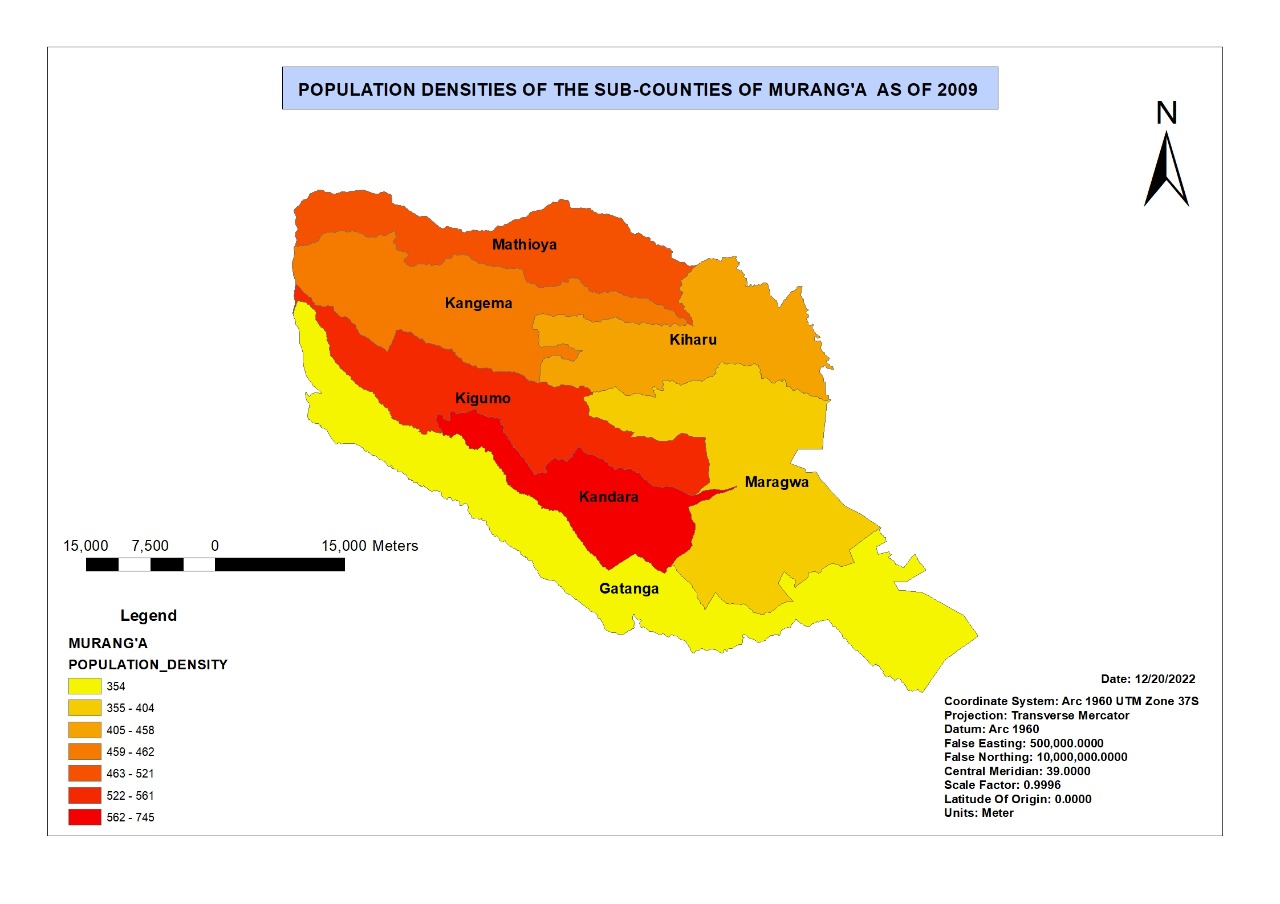 POPULATION DENSITIES OF THE SUB-COUNTIES OF MURANG'A AS OF 2009
N
Mathioya
Kangema
Kiharu
Kigumo
Maragwa
Kandara
Gatanga
15,000 7,500 0 15,000 Meters
Legend
MURANG'A
POPULATION_DENSITY
354
355 - 404
405 - 458
459 - 462
463 - 521
522 - 561
562 - 745
Date: 12/20/2022
Coordinate System: Arc 1960 UTM Zone 37S
Projection: Transverse Mercator
Datum: Arc 1960
False Easting: 500,000.0000
False Northing: 10,000,000.0000
Central Meridian: 39.0000
Scale Factor: 0.9996
Latitude Of Origin: 0.0000
Units: Meter